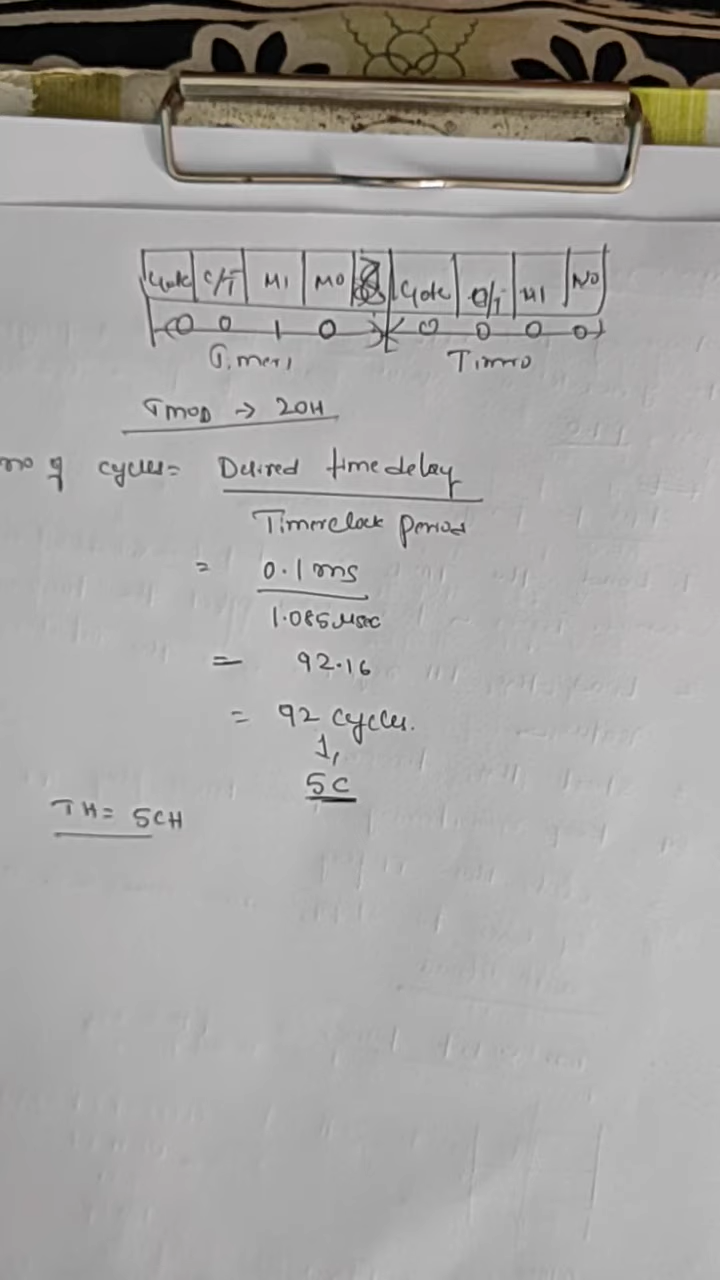 Gate C/T M1 M0 Gate C/T M1 M0
0 0 1 0 0 0 0 0
Timer1 Timer0
TMOD → 20H
no of cycles = Desired time delay
Timerclock period
= 0.1 ms
1.085 μsec
= 92.16
= 92 cycles.
5C
TH = 5CH